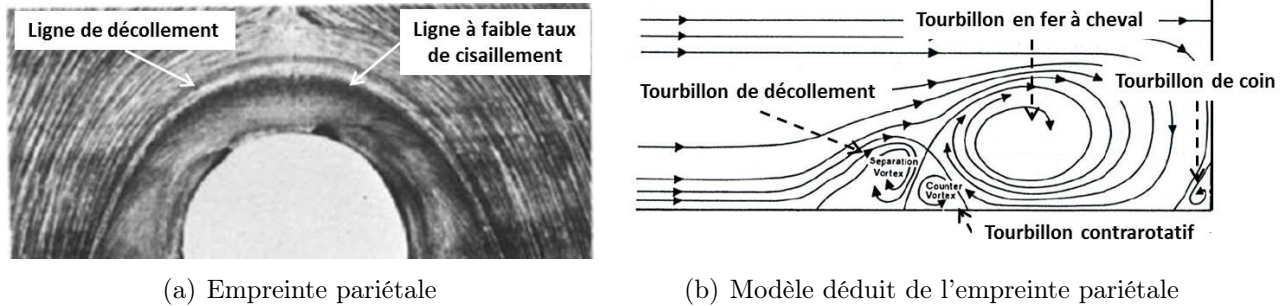 Ligne de décollement
Ligne à faible taux
de cisaillement
(a) Empreinte pariétale
Tourbillon en fer à cheval
Tourbillon de décollement
Tourbillon de coin
Separation
Vortex
Counter
Vortex
Tourbillon contrarotatif
(b) Modèle déduit de l'empreinte pariétale